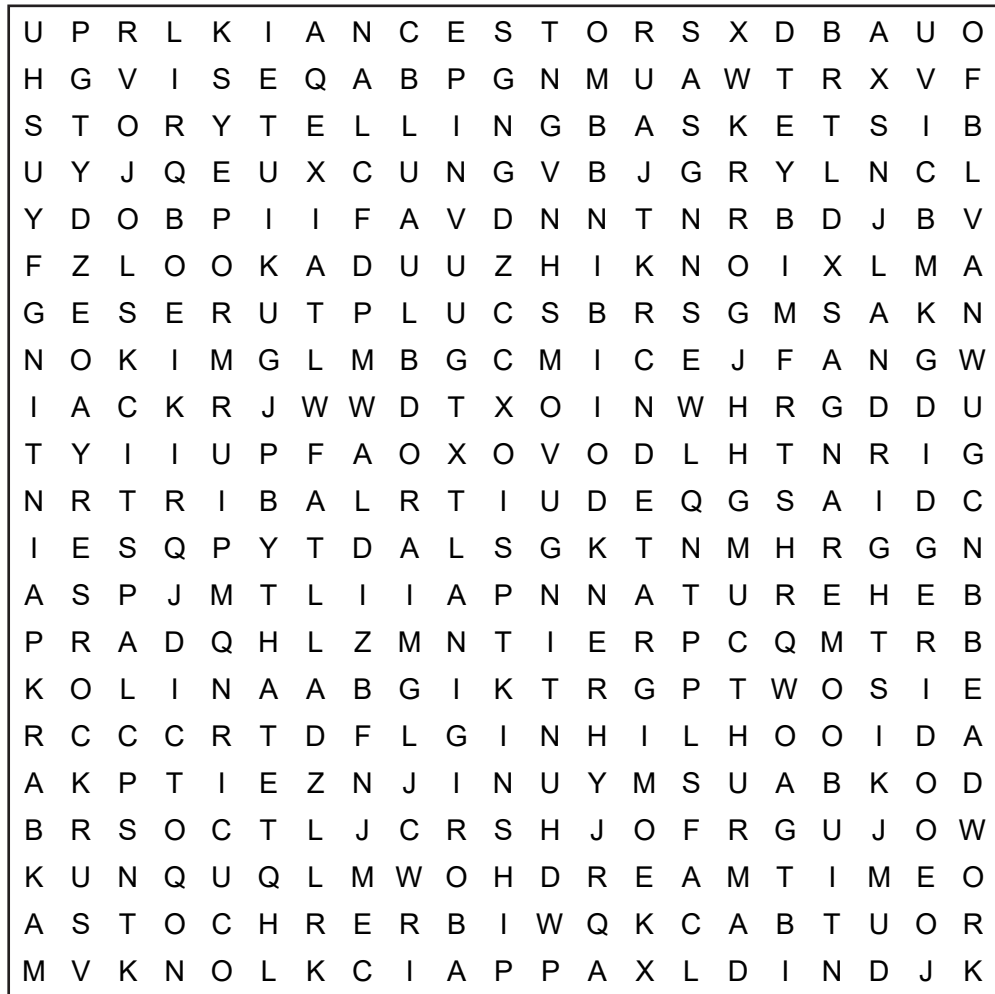 U P R L K I A N C E S T O R S X D B A U O
H G V I S E Q A B P G N M U A W T R X V F
S T O R Y T E L L I N G B A S K E T S I B
U Y J Q E U X C U N G V B J G R Y L N C L
Y D O B P I I F A V D N N T N R B D J B V
F Z L O O K A D U U Z H I K N O I X L M A
G E S E R U T P L U C S B R S G M S A K N
N O K I M G L M B G C M I C E J F A N G W
I A C K R J W W D T X O I N W H R G D D U
T Y I I U P F A O X O V O D L H T N R I G
N R T R I B A L R T I U D E Q G S A I D C
I E S Q P Y T D A L S G K T N M H R G G N
A S P J M T L I I A P N N A T U R E H E B
P R A D Q H L Z M N T I E R P C Q M T R B
K O L I N A A B G I K T R G P T W O S I E
R C C C R T D F L G I N H I L H O O I D A
A K P T I E Z N J I N U Y M S U A B K O D
B R S O C T L J C R S H J O F R G U J O W
K U N Q U Q L M W O H D R E A M T I M E O
A S T O C H R E R B I W Q K C A B T U O R
M V K N O L K C I A P P A X L D I N D J K